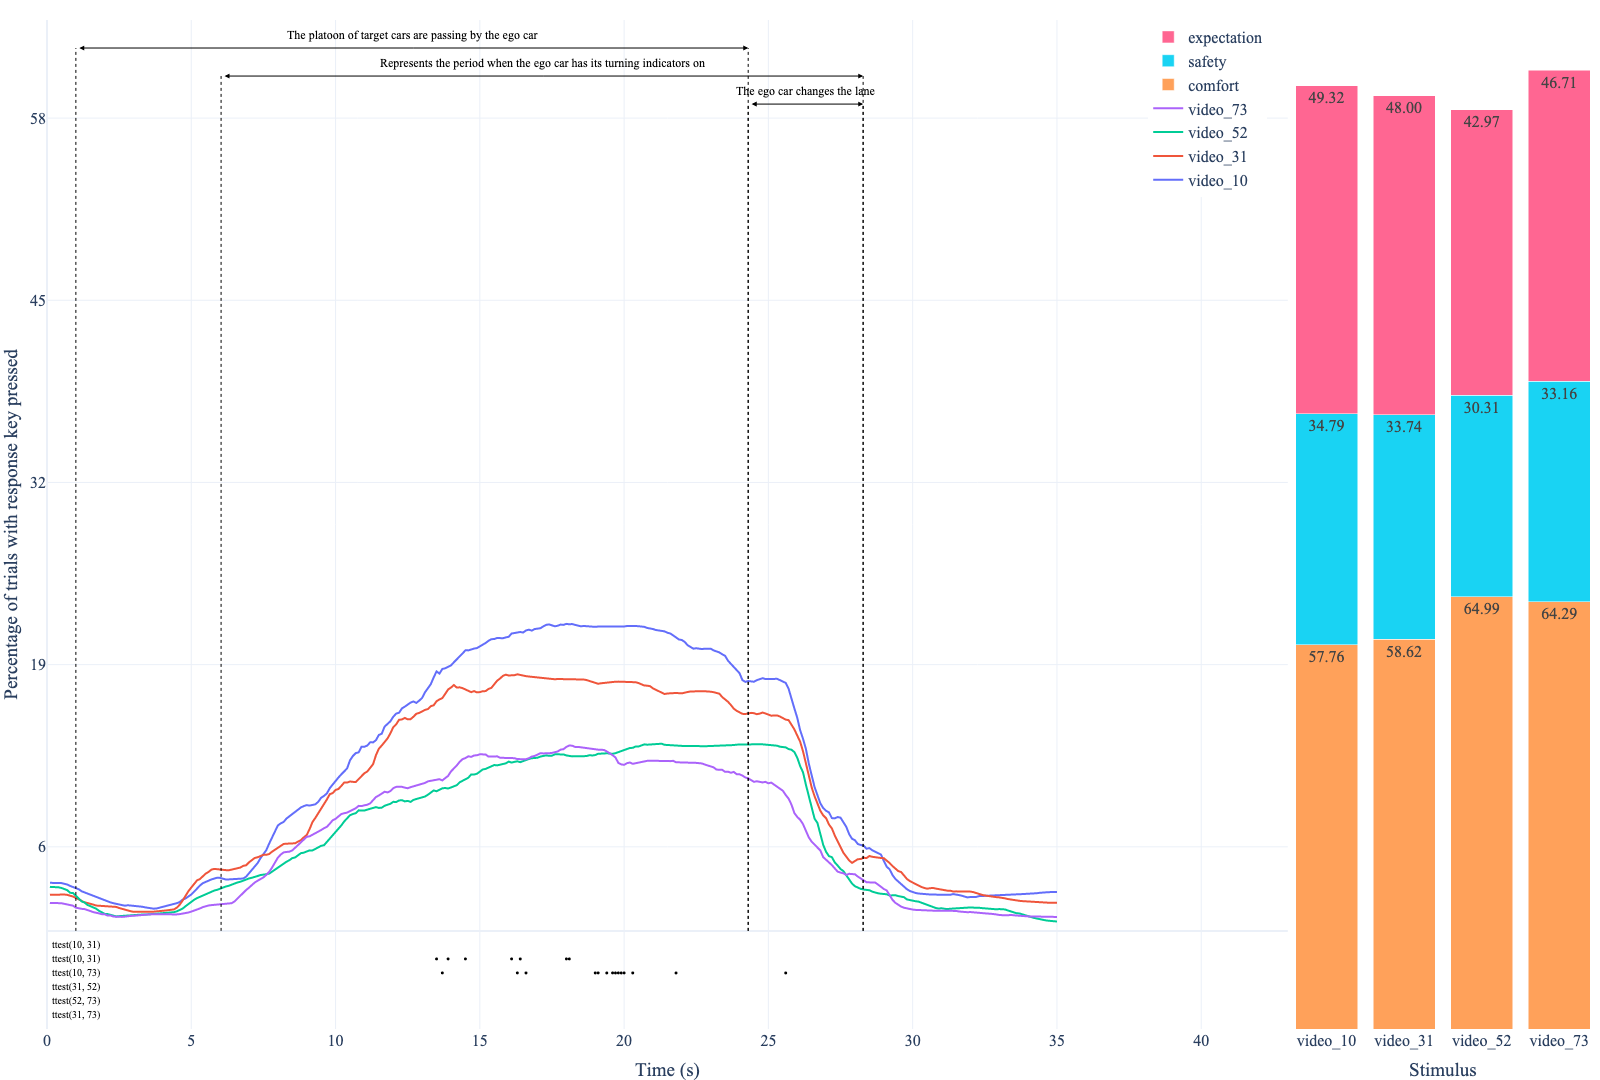 The platoon of target cars are passing by the ego car
Represents the period when the ego car has its turning indicators on
The ego car changes the lane
expectation
safety
comfort
video_73
video_52
video_31
video_10
Percentage of trials with response key pressed
58
45
32
19
6
ttest(10, 31)
ttest(10, 31)
ttest(10, 73)
ttest(31, 52)
ttest(52, 73)
ttest(31, 73)
0 5 10 15 20 25 30 35 40
Time (s)
49.32 48.00 42.97 46.71
34.79 33.74 30.31 33.16
57.76 58.62 64.99 64.29
video_10 video_31 video_52 video_73
Stimulus